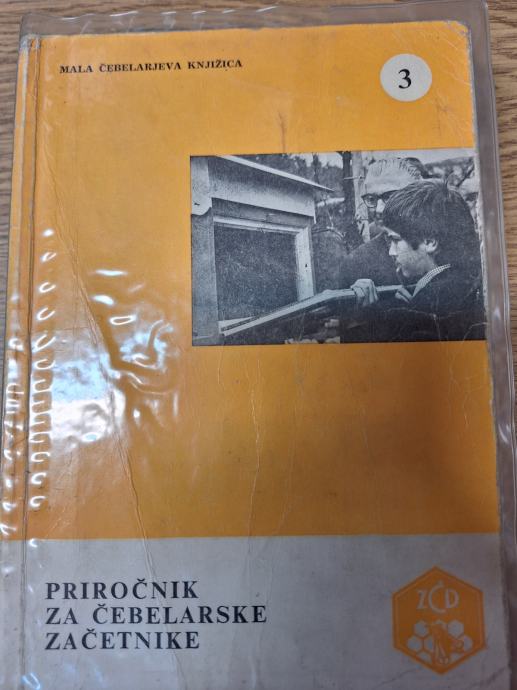 MALA ČEBELARJEVA KNJIŽICA
3
PRIROČNIK
ZA ČEBELARSKE
ZAČETNIKE
ZČD